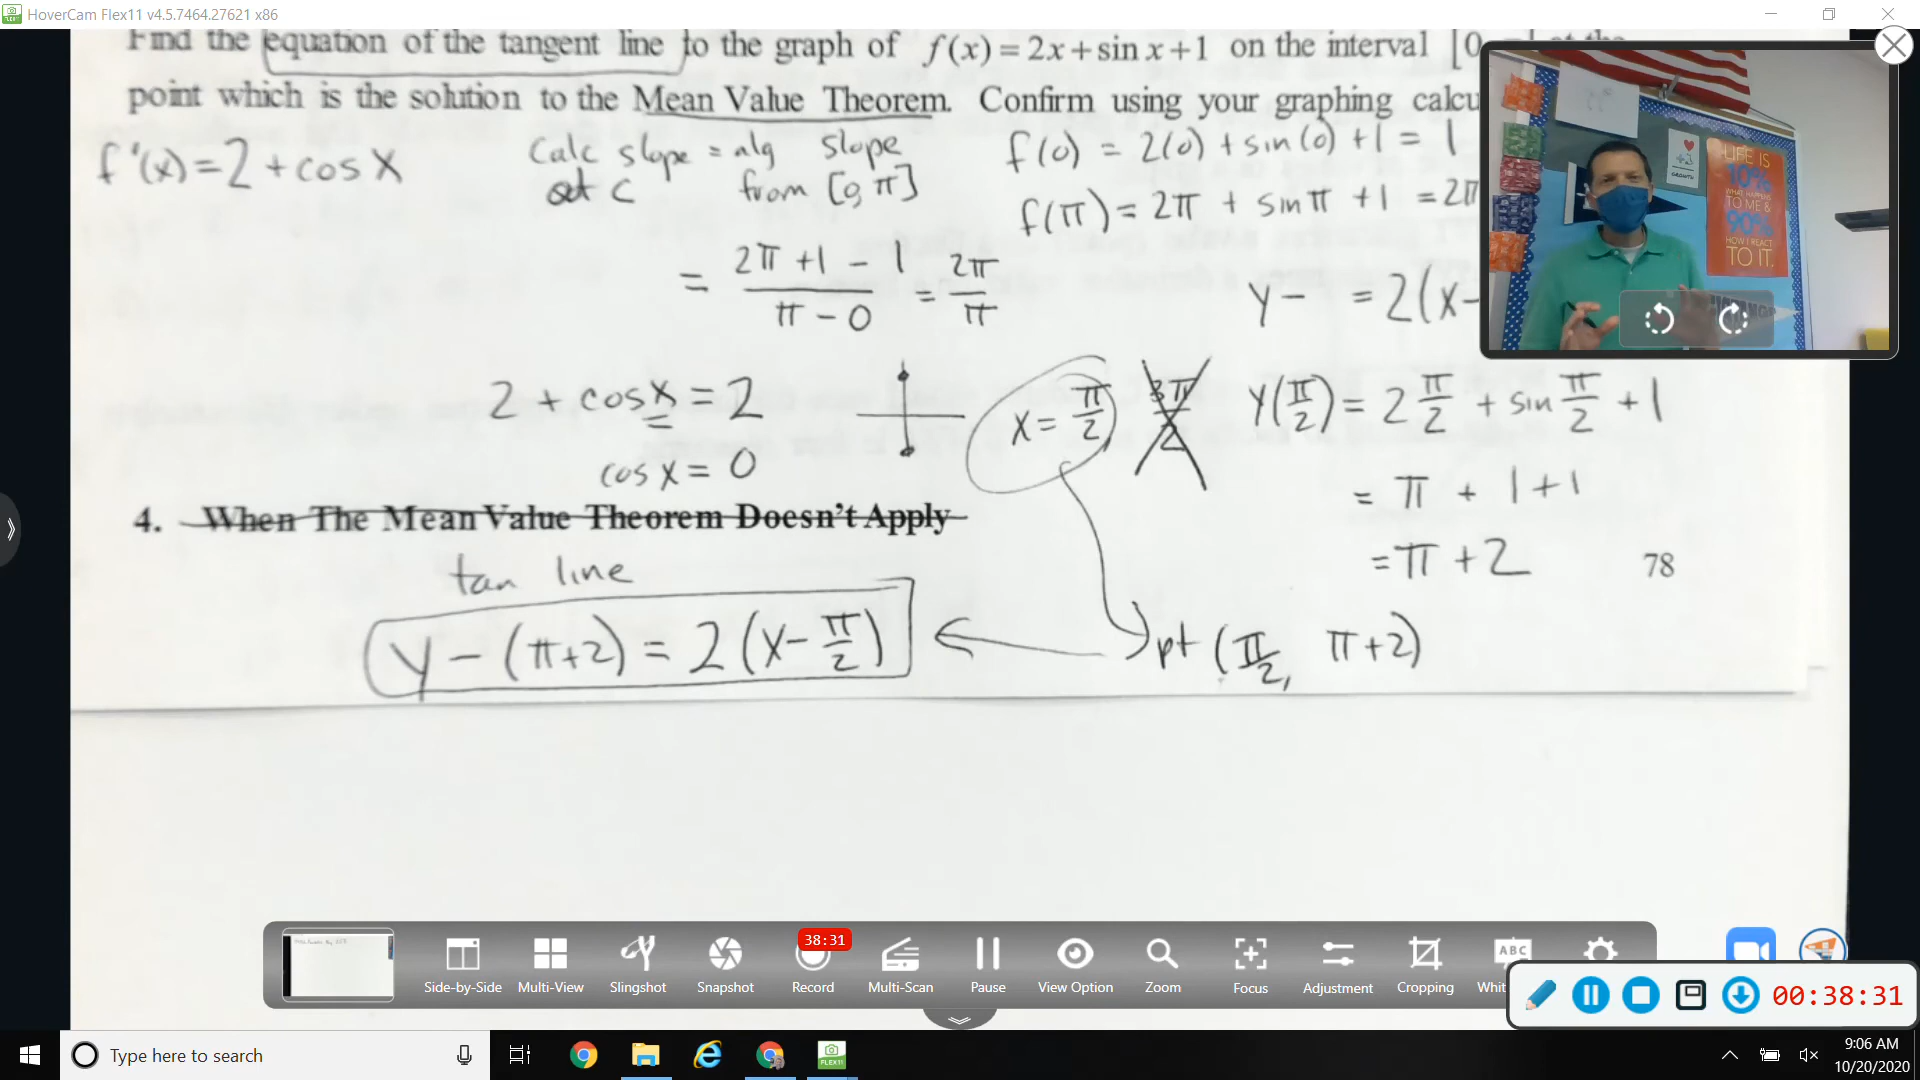 HoverCam Flex11 v4.5.7464.27621 x86
Find the equation of the tangent line to the graph of f(x) = 2x + sin x + 1 on the interval [0,
point which is the solution to the Mean Value Theorem. Confirm using your graphing calcu
f'(x) = 2 + cos x
Calc slope = alg slope
at c from [0, π]
f(0) = 2(0) + sin(0) + 1 = 1
f(π) = 2π + sin π + 1 = 2π
= (2π + 1 - 1)/(π - 0) = 2π/π
y - = 2(x -
2 + cos x = 2
cos x = 0
x = π/2, 3π/2
y(π/2) = 2 π/2 + sin π/2 + 1
= π + 1 + 1
= π + 2
4. When The Mean Value Theorem Doesn't Apply
78
tan line
y - (π+2) = 2(x - π/2)
pt (π/2, π+2)
LIFE IS
10%
WHAT HAPPENS
TO ME &
90%
HOW I REACT
TO IT.
GROWTH
38:31
Side-by-Side Multi-View Slingshot Snapshot Record Multi-Scan Pause View Option Zoom Focus Adjustment Cropping Whit
ABC
00:38:31
Type here to search
FLEX11
9:06 AM
10/20/2020